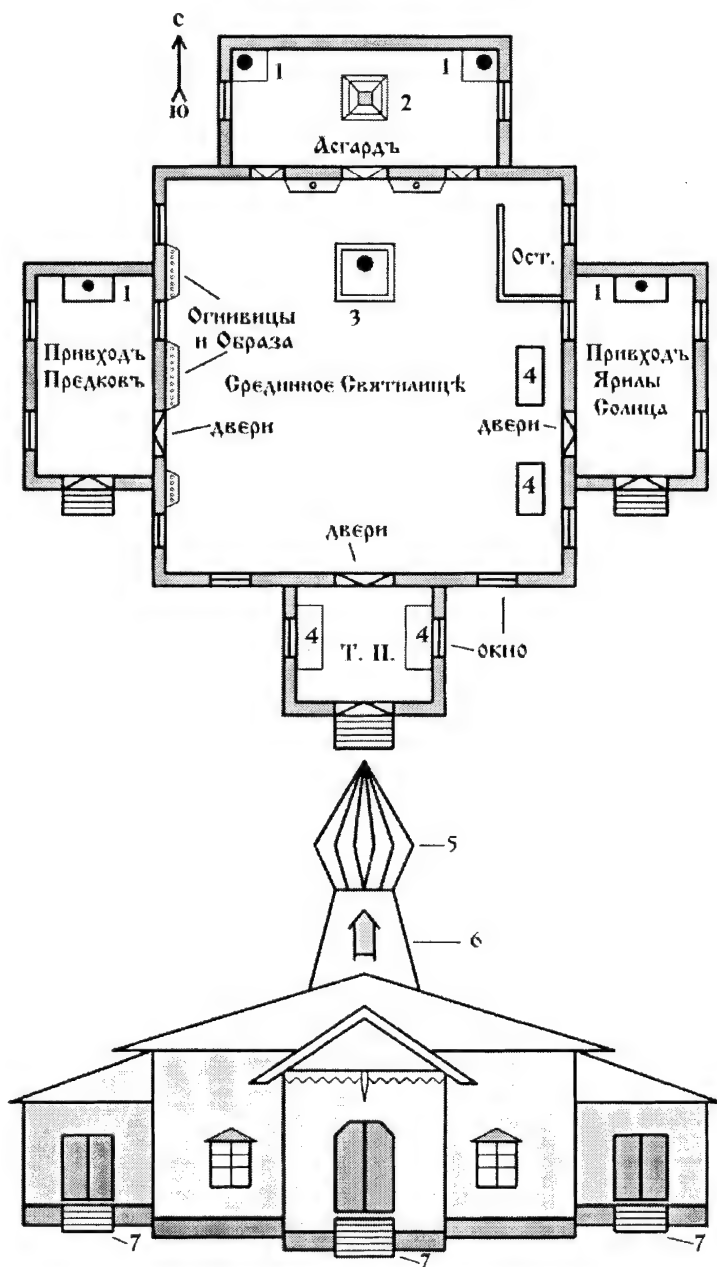 С
Ю
1
1
2
Асгардъ
Ост.
1
3
1
Огнивицы
и Образа
Привходъ
Предковъ
Срединное Святилищѣ
4
Привходъ
Ярилы
Солнца
двери
двери
4
двери
4
Т. П.
4
окно
5
6
7
7
7